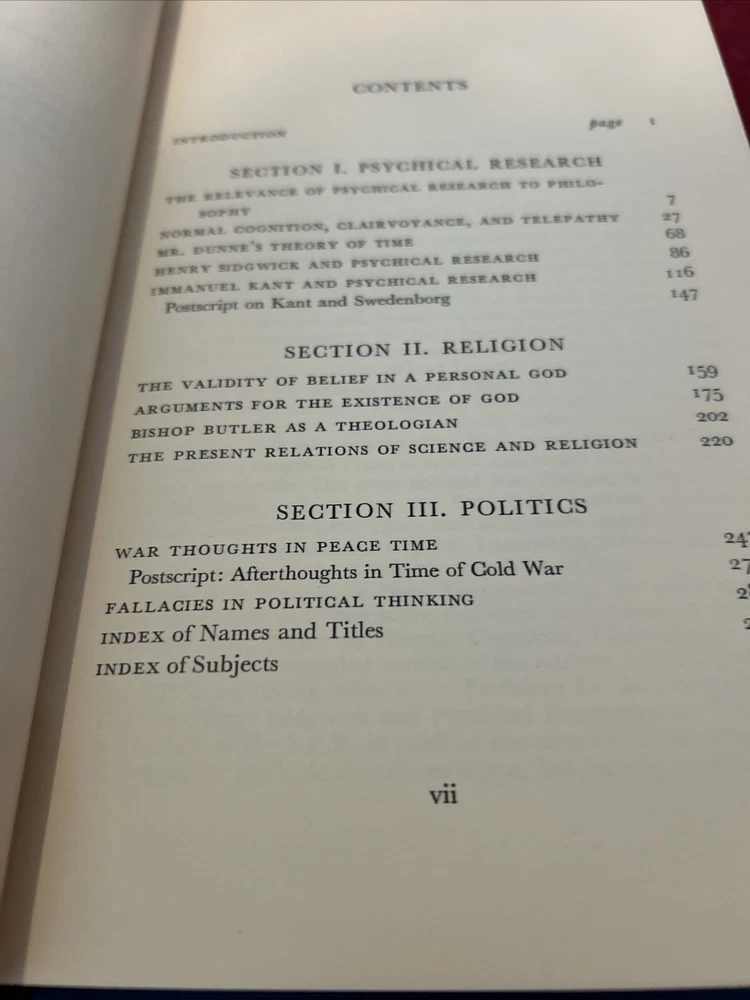 CONTENTS
INTRODUCTION page 1
SECTION I. PSYCHICAL RESEARCH
THE RELEVANCE OF PSYCHICAL RESEARCH TO PHILO-
SOPHY 7
NORMAL COGNITION, CLAIRVOYANCE, AND TELEPATHY 27
MR. DUNNE'S THEORY OF TIME 68
HENRY SIDGWICK AND PSYCHICAL RESEARCH 86
IMMANUEL KANT AND PSYCHICAL RESEARCH 116
Postscript on Kant and Swedenborg 147
SECTION II. RELIGION
THE VALIDITY OF BELIEF IN A PERSONAL GOD 159
ARGUMENTS FOR THE EXISTENCE OF GOD 175
BISHOP BUTLER AS A THEOLOGIAN 202
THE PRESENT RELATIONS OF SCIENCE AND RELIGION 220
SECTION III. POLITICS
WAR THOUGHTS IN PEACE TIME
Postscript: Afterthoughts in Time of Cold War
FALLACIES IN POLITICAL THINKING
INDEX of Names and Titles
INDEX of Subjects
vii